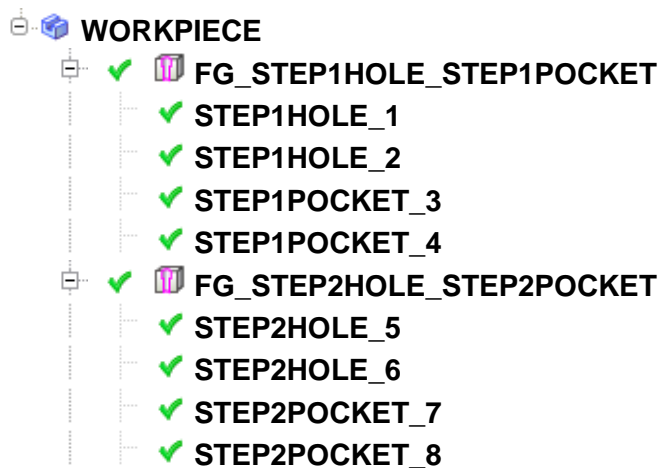 WORKPIECE
FG_STEP1HOLE_STEP1POCKET
STEP1HOLE_1
STEP1HOLE_2
STEP1POCKET_3
STEP1POCKET_4
FG_STEP2HOLE_STEP2POCKET
STEP2HOLE_5
STEP2HOLE_6
STEP2POCKET_7
STEP2POCKET_8